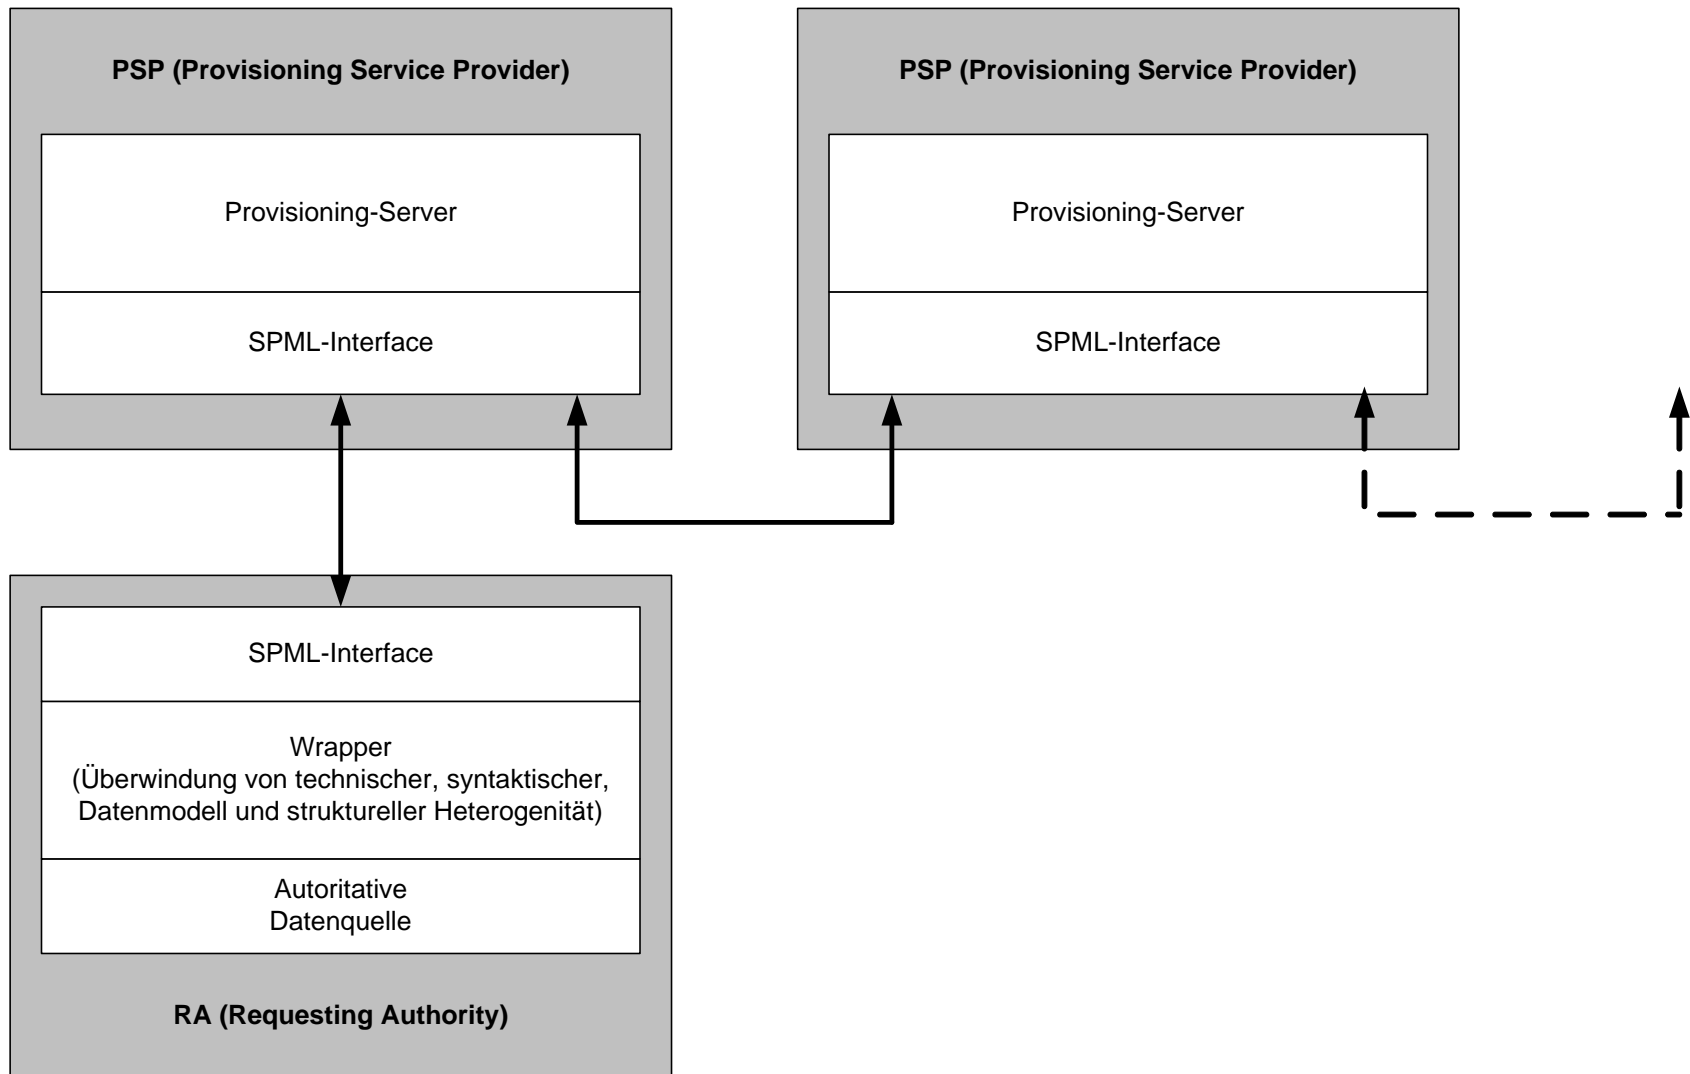 PSP (Provisioning Service Provider)
Provisioning-Server
SPML-Interface
PSP (Provisioning Service Provider)
Provisioning-Server
SPML-Interface
SPML-Interface
Wrapper
(Überwindung von technischer, syntaktischer,
Datenmodell und struktureller Heterogenität)
Autoritative
Datenquelle
RA (Requesting Authority)